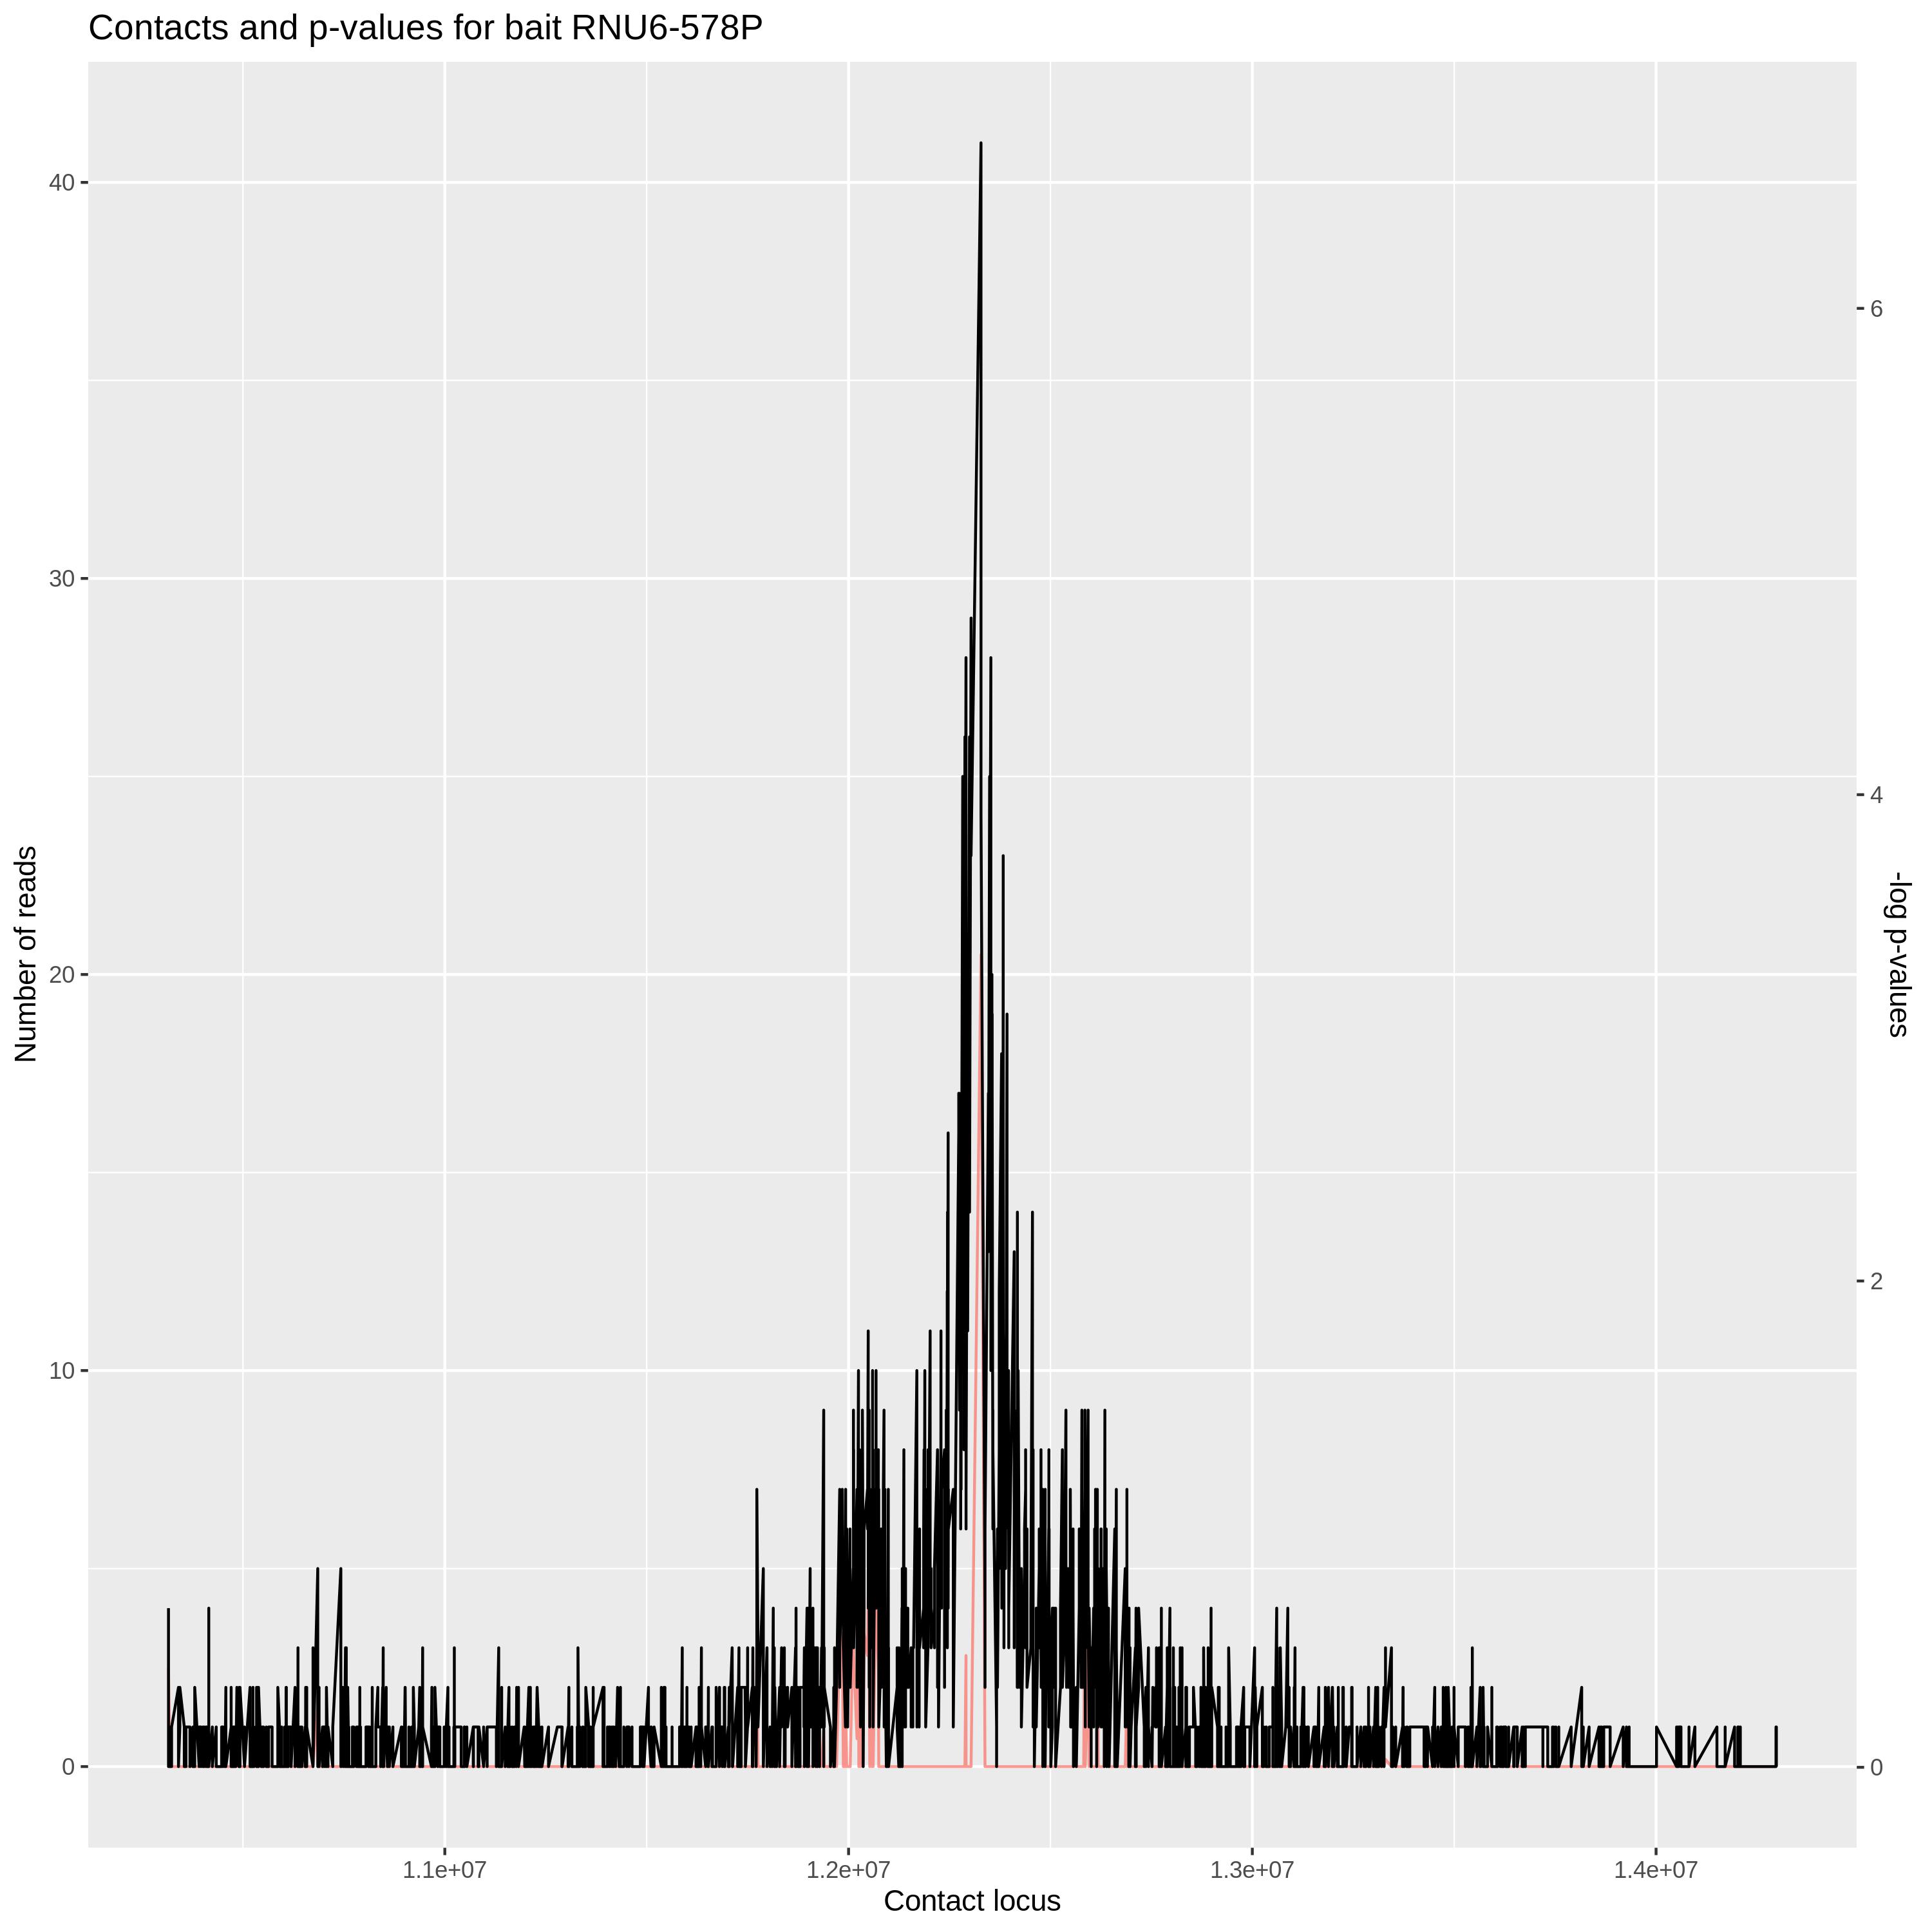 Contacts and p-values for bait RNU6-578P
40
30
20
10
0
Number of reads
6
4
2
0
-log p-values
1.1e+07
1.2e+07
1.3e+07
1.4e+07
Contact locus